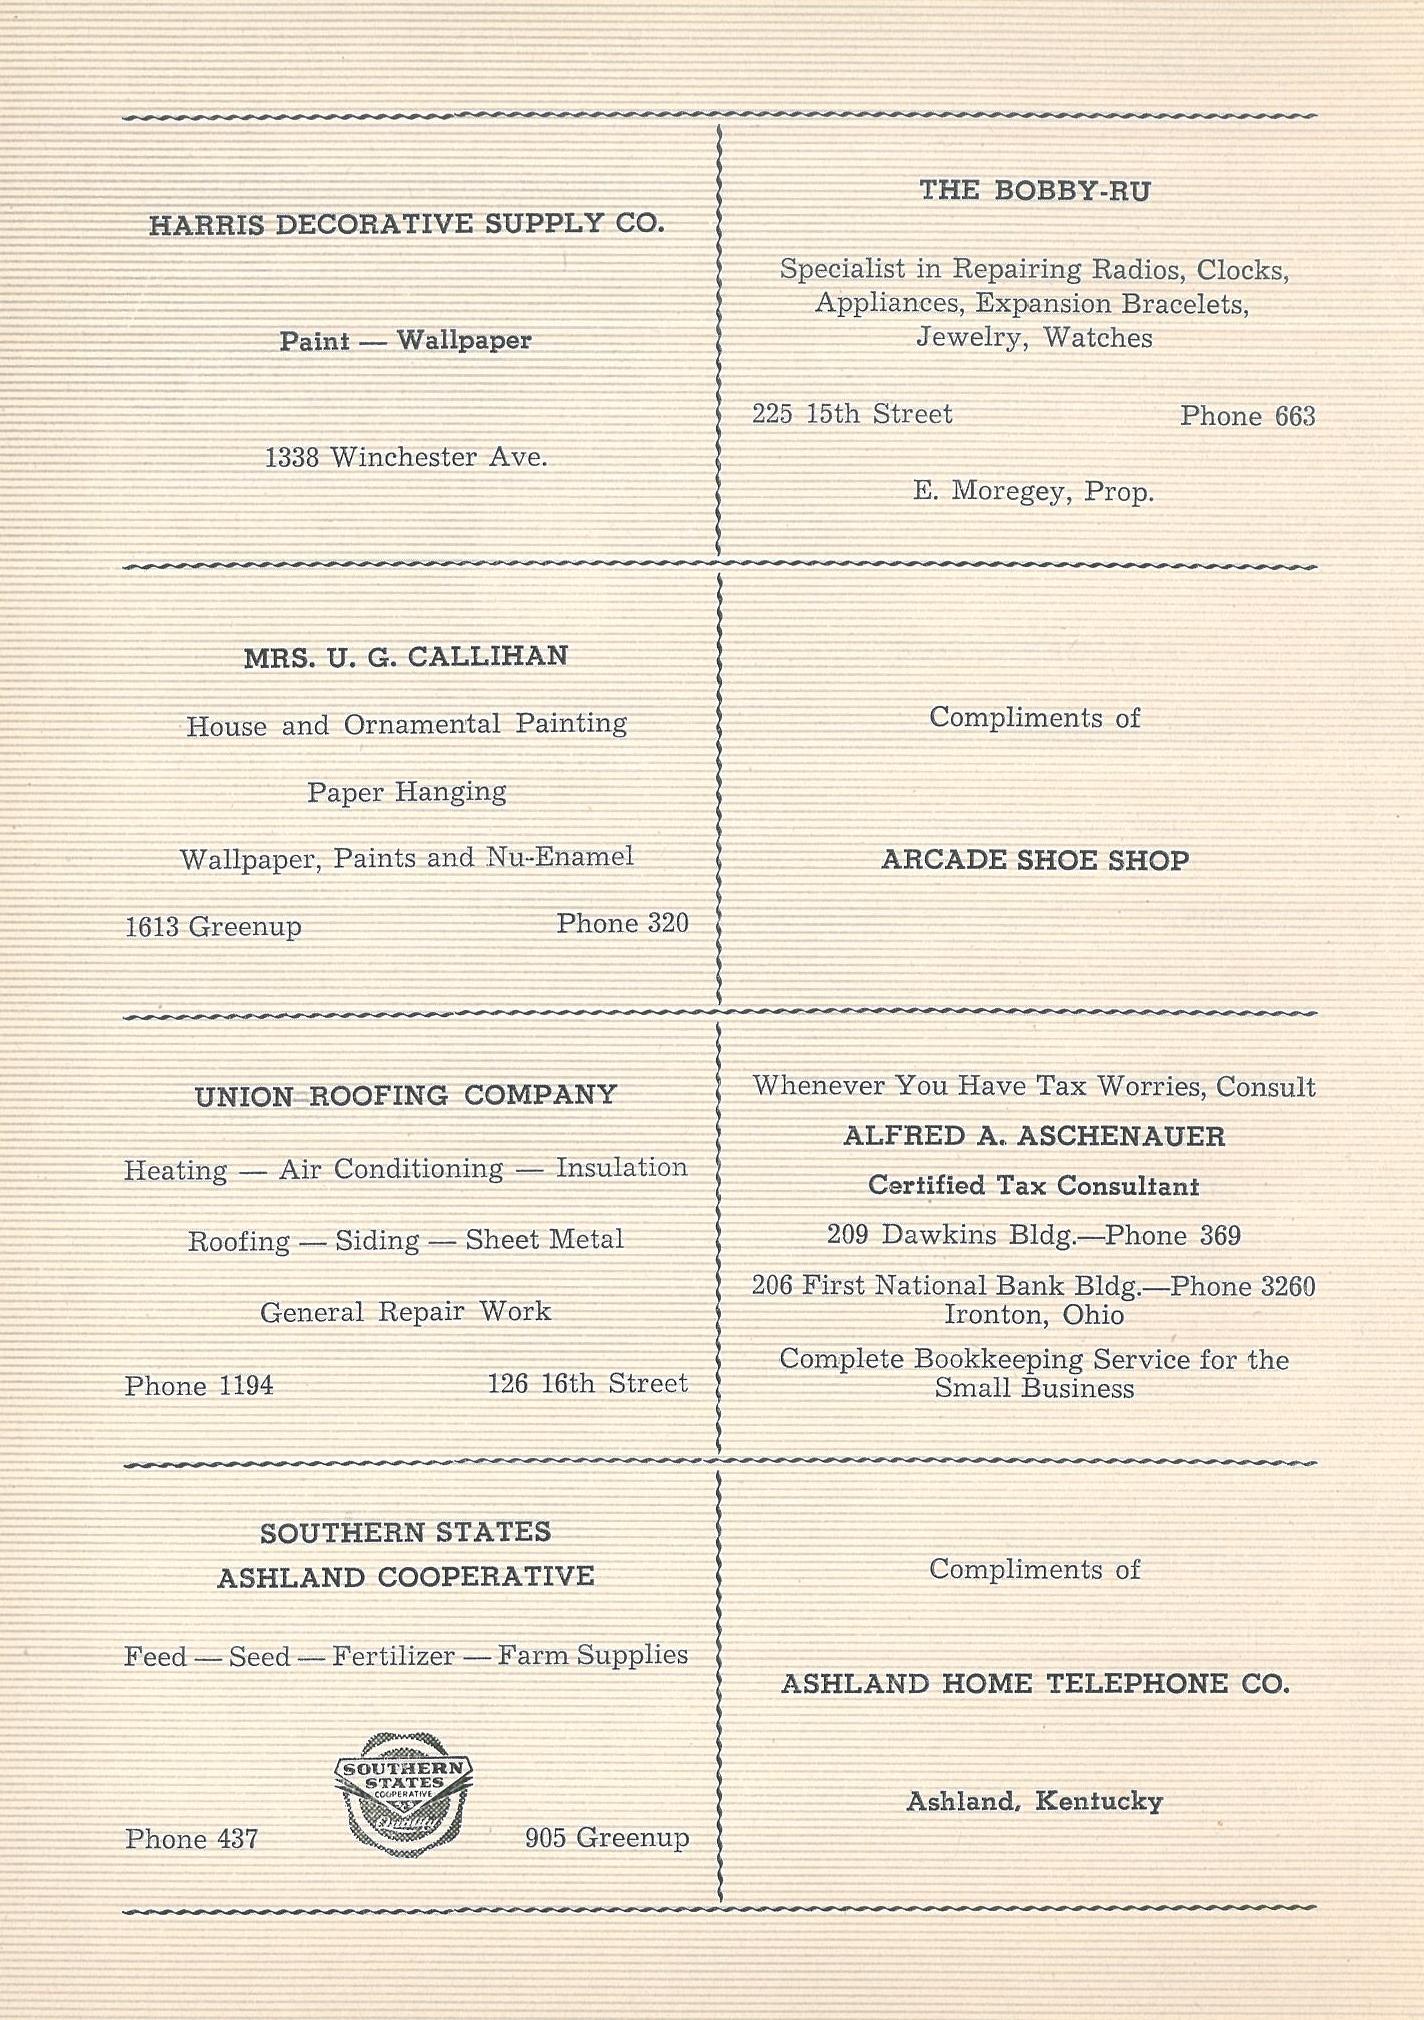 HARRIS DECORATIVE SUPPLY CO.
Paint — Wallpaper
1338 Winchester Ave.
THE BOBBY-RU
Specialist in Repairing Radios, Clocks,
Appliances, Expansion Bracelets,
Jewelry, Watches
225 15th Street Phone 663
E. Moregey, Prop.
MRS. U. G. CALLIHAN
House and Ornamental Painting
Paper Hanging
Wallpaper, Paints and Nu-Enamel
1613 Greenup Phone 320
Compliments of
ARCADE SHOE SHOP
UNION ROOFING COMPANY
Heating — Air Conditioning — Insulation
Roofing — Siding — Sheet Metal
General Repair Work
Phone 1194 126 16th Street
Whenever You Have Tax Worries, Consult
ALFRED A. ASCHENAUER
Certified Tax Consultant
209 Dawkins Bldg.—Phone 369
206 First National Bank Bldg.—Phone 3260
Ironton, Ohio
Complete Bookkeeping Service for the
Small Business
SOUTHERN STATES
ASHLAND COOPERATIVE
Feed — Seed — Fertilizer — Farm Supplies
SOUTHERN
STATES
COOPERATIVE
Phone 437 905 Greenup
Compliments of
ASHLAND HOME TELEPHONE CO.
Ashland, Kentucky